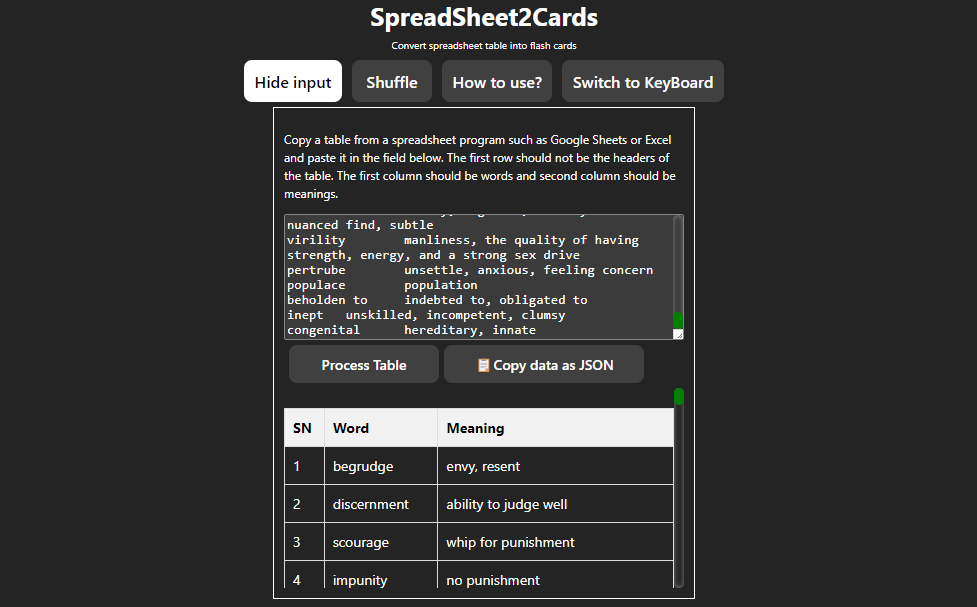 SpreadSheet2Cards
Convert spreadsheet table into flash cards
Hide input Shuffle How to use? Switch to KeyBoard
Copy a table from a spreadsheet program such as Google Sheets or Excel
and paste it in the field below. The first row should not be the headers of
the table. The first column should be words and second column should be
meanings.
nuanced find, subtle
virility manliness, the quality of having
strength, energy, and a strong sex drive
pertrube unsettle, anxious, feeling concern
populace population
beholden to indebted to, obligated to
inept unskilled, incompetent, clumsy
congenital hereditary, innate
Process Table 📋 Copy data as JSON
SN Word Meaning
1 begrudge envy, resent
2 discernment ability to judge well
3 scourage whip for punishment
4 impunity no punishment